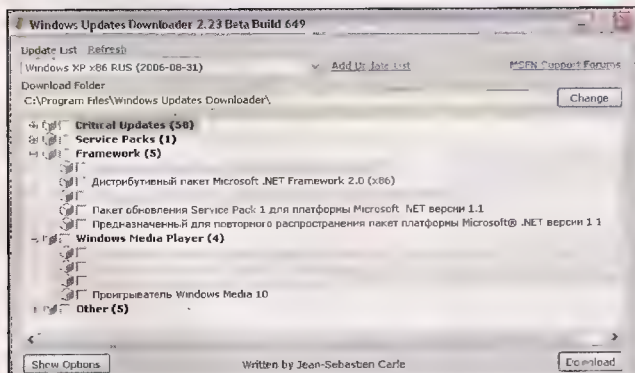 Windows Updates Downloader 2.23 Beta Build 649
Update List Refresh
Windows XP x86 RUS (2006-08-31) Add Update List MSFN Support Forums
Download Folder
C:\Program Files\Windows Updates Downloader\ Change
Critical Updates (58)
Service Packs (1)
Framework (5)
Дистрибутивный пакет Microsoft .NET Framework 2.0 (x86)
Пакет обновления Service Pack 1 для платформы Microsoft .NET версии 1.1
Предназначенный для повторного распространения пакет платформы Microsoft® .NET версии 1.1
Windows Media Player (4)
Проигрыватель Windows Media 10
Other (5)
Show Options Written by Jean-Sebastien Carle Download